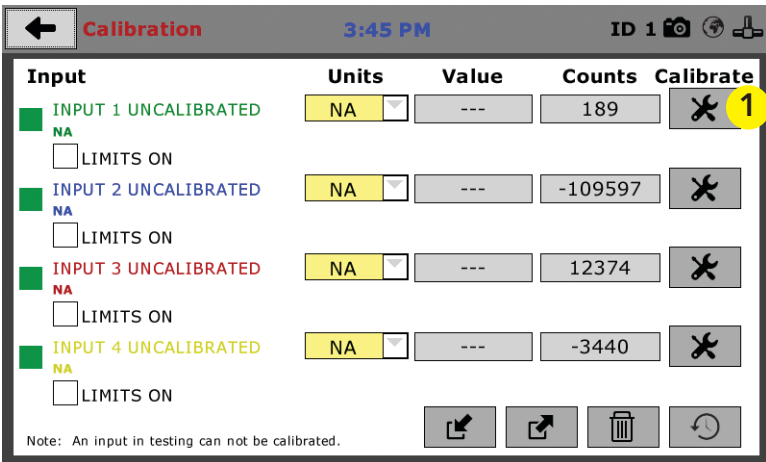 Calibration 3:45 PM ID 1
Input Units Value Counts Calibrate
INPUT 1 UNCALIBRATED NA --- 189 1
NA
LIMITS ON
INPUT 2 UNCALIBRATED NA --- -109597
NA
LIMITS ON
INPUT 3 UNCALIBRATED NA --- 12374
NA
LIMITS ON
INPUT 4 UNCALIBRATED NA --- -3440
NA
LIMITS ON
Note: An input in testing can not be calibrated.